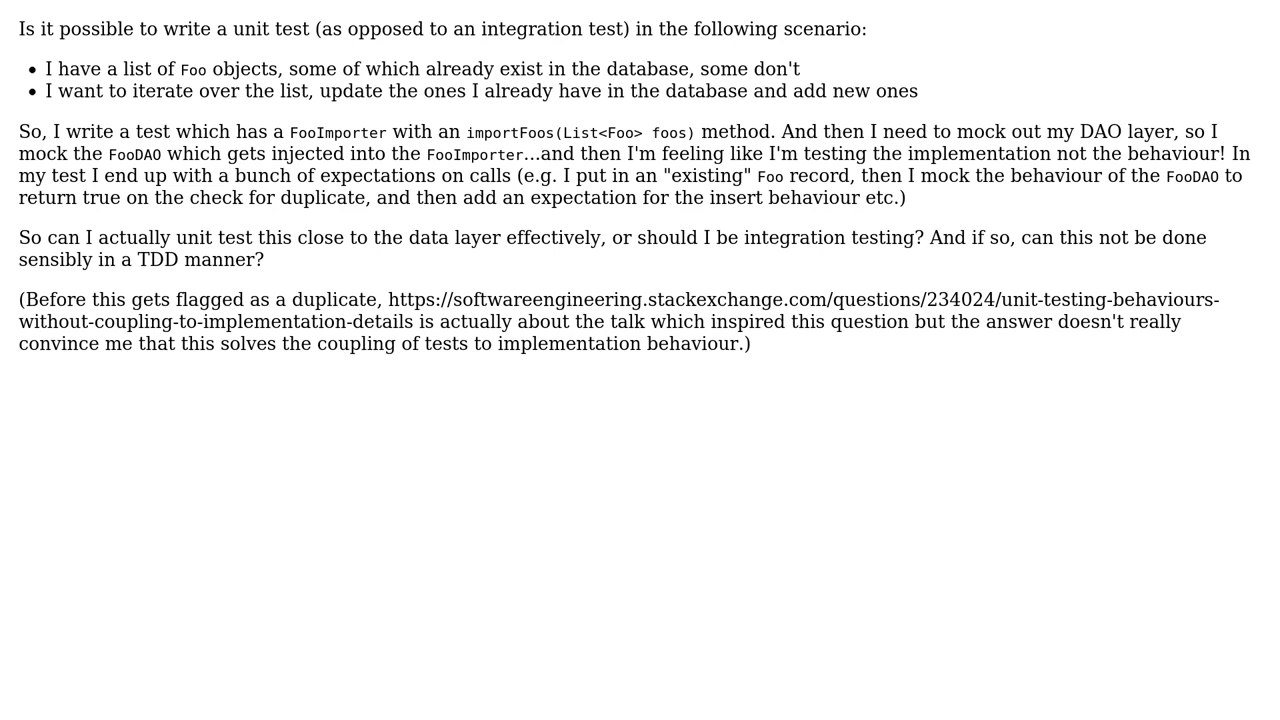 Is it possible to write a unit test (as opposed to an integration test) in the following scenario:
• I have a list of Foo objects, some of which already exist in the database, some don't
• I want to iterate over the list, update the ones I already have in the database and add new ones
So, I write a test which has a FooImporter with an importFoos(List<Foo> foos) method. And then I need to mock out my DAO layer, so I
mock the FooDAO which gets injected into the FooImporter...and then I'm feeling like I'm testing the implementation not the behaviour! In
my test I end up with a bunch of expectations on calls (e.g. I put in an "existing" Foo record, then I mock the behaviour of the FooDAO to
return true on the check for duplicate, and then add an expectation for the insert behaviour etc.)
So can I actually unit test this close to the data layer effectively, or should I be integration testing? And if so, can this not be done
sensibly in a TDD manner?
(Before this gets flagged as a duplicate, https://softwareengineering.stackexchange.com/questions/234024/unit-testing-behaviours-
without-coupling-to-implementation-details is actually about the talk which inspired this question but the answer doesn't really
convince me that this solves the coupling of tests to implementation behaviour.)